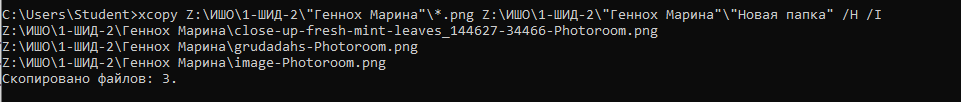 C:\Users\Student>xcopy Z:\ИШО\1-ШИД-2\"Геннох Марина"\*.png Z:\ИШО\1-ШИД-2\"Геннох Марина"\"Новая папка" /H /I
Z:\ИШО\1-ШИД-2\Геннох Марина\close-up-fresh-mint-leaves_144627-34466-Photoroom.png
Z:\ИШО\1-ШИД-2\Геннох Марина\grudadahs-Photoroom.png
Z:\ИШО\1-ШИД-2\Геннох Марина\image-Photoroom.png
Скопировано файлов: 3.